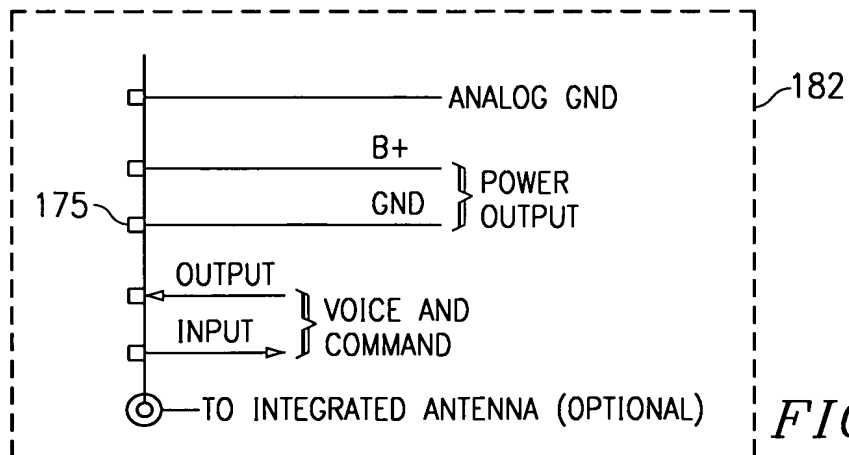 182
ANALOG GND
B+
GND
POWER
OUTPUT
175
OUTPUT
INPUT
VOICE AND
COMMAND
TO INTEGRATED ANTENNA (OPTIONAL)